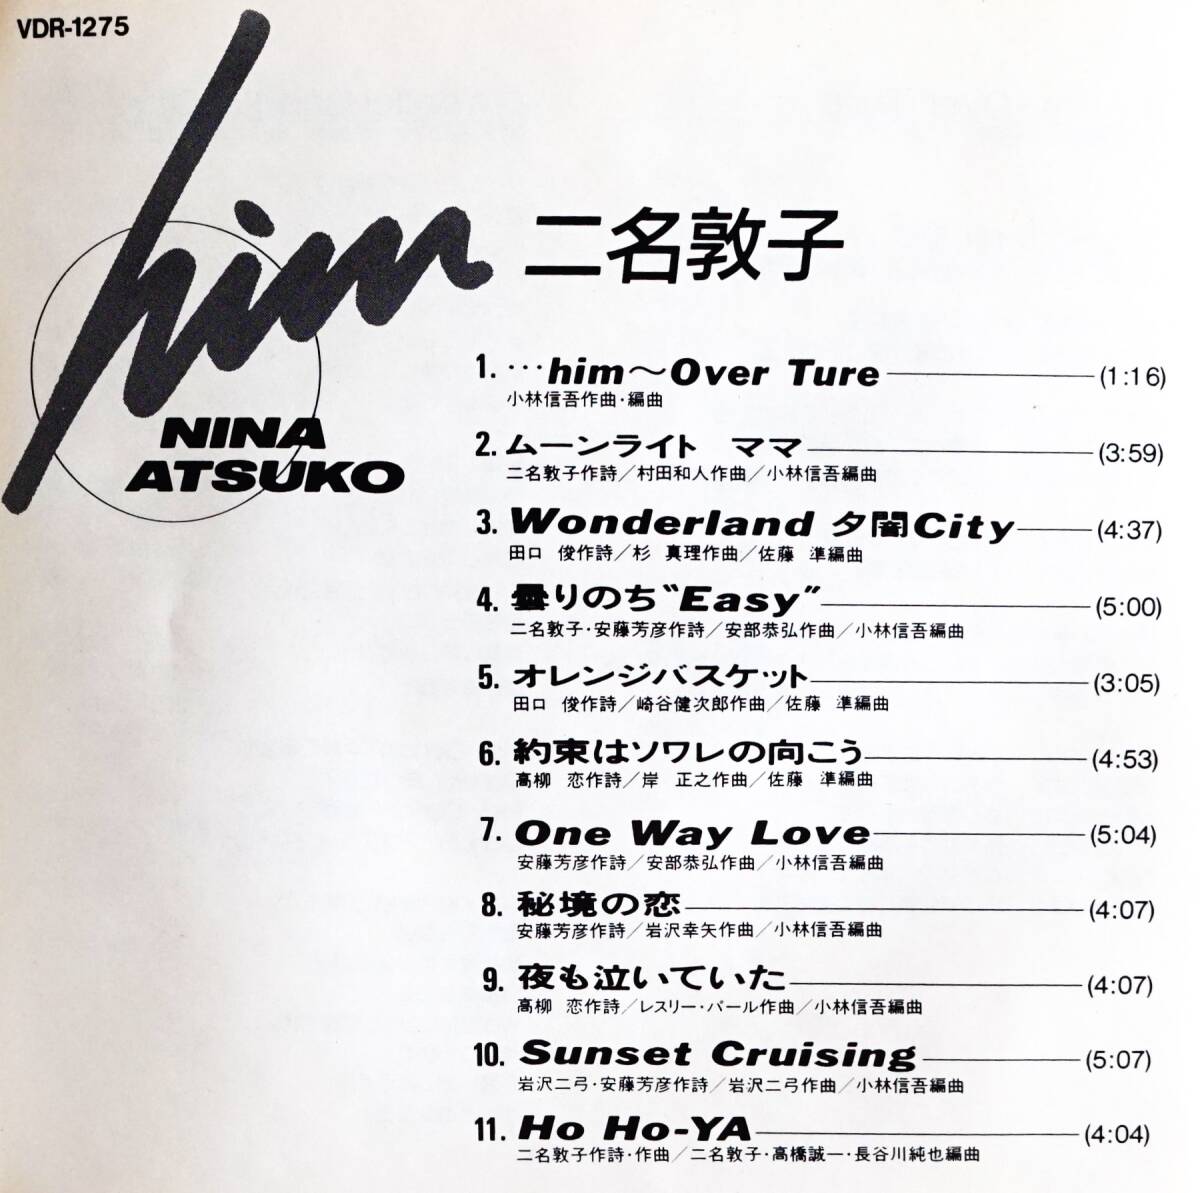 VDR-1275
him
NINA
ATSUKO
二名敦子
1. …him〜Over Ture (1:16)
小林信吾作曲・編曲
2. ムーンライト ママ (3:59)
二名敦子作詩／村田和人作曲／小林信吾編曲
3. Wonderland 夕闇City (4:37)
田口 俊作詩／杉 真理作曲／佐藤 準編曲
4. 曇りのち〝Easy″ (5:00)
二名敦子・安藤芳彦作詩／安部恭弘作曲／小林信吾編曲
5. オレンジバスケット (3:05)
田口 俊作詩／崎谷健次郎作曲／佐藤 準編曲
6. 約束はソワレの向こう (4:53)
高柳 恋作詩／岸 正之作曲／佐藤 準編曲
7. One Way Love (5:04)
安藤芳彦作詩／安部恭弘作曲／小林信吾編曲
8. 秘境の恋 (4:07)
安藤芳彦作詩／岩沢幸矢作曲／小林信吾編曲
9. 夜も泣いていた (4:07)
高柳 恋作詩／レスリー・パール作曲／小林信吾編曲
10. Sunset Cruising (5:07)
岩沢二弓・安藤芳彦作詩／岩沢二弓作曲／小林信吾編曲
11. Ho Ho-YA (4:04)
二名敦子作詩・作曲／二名敦子・高橋誠一・長谷川純也編曲